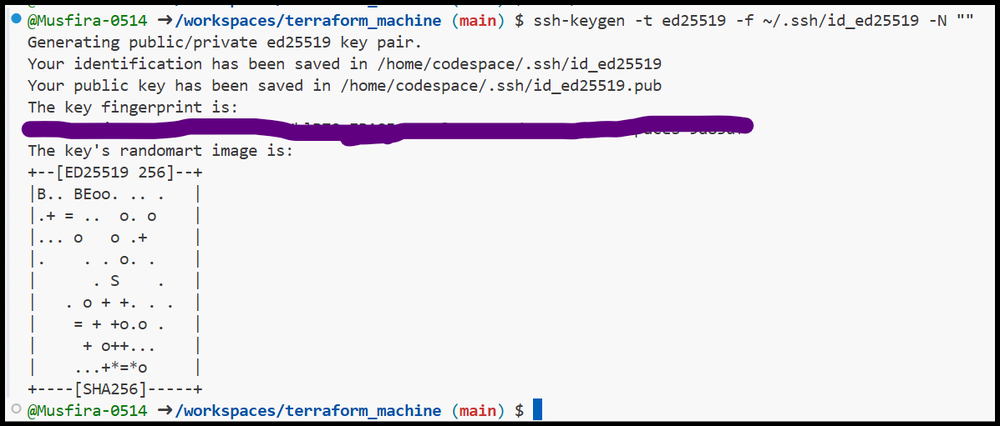 @Musfira-0514 ➜/workspaces/terraform_machine (main) $ ssh-keygen -t ed25519 -f ~/.ssh/id_ed25519 -N ""
Generating public/private ed25519 key pair.
Your identification has been saved in /home/codespace/.ssh/id_ed25519
Your public key has been saved in /home/codespace/.ssh/id_ed25519.pub
The key fingerprint is:
The key's randomart image is:
+--[ED25519 256]--+
|B.. BEoo. .. .   |
|.+ = ..  o. o    |
|... o   o .+     |
|.    . . o. .    |
|      . S    .   |
|   . o + +. . .  |
|    = + +o.o .   |
|     + o++...    |
|    ...+*=*o     |
+----[SHA256]-----+
@Musfira-0514 ➜/workspaces/terraform_machine (main) $